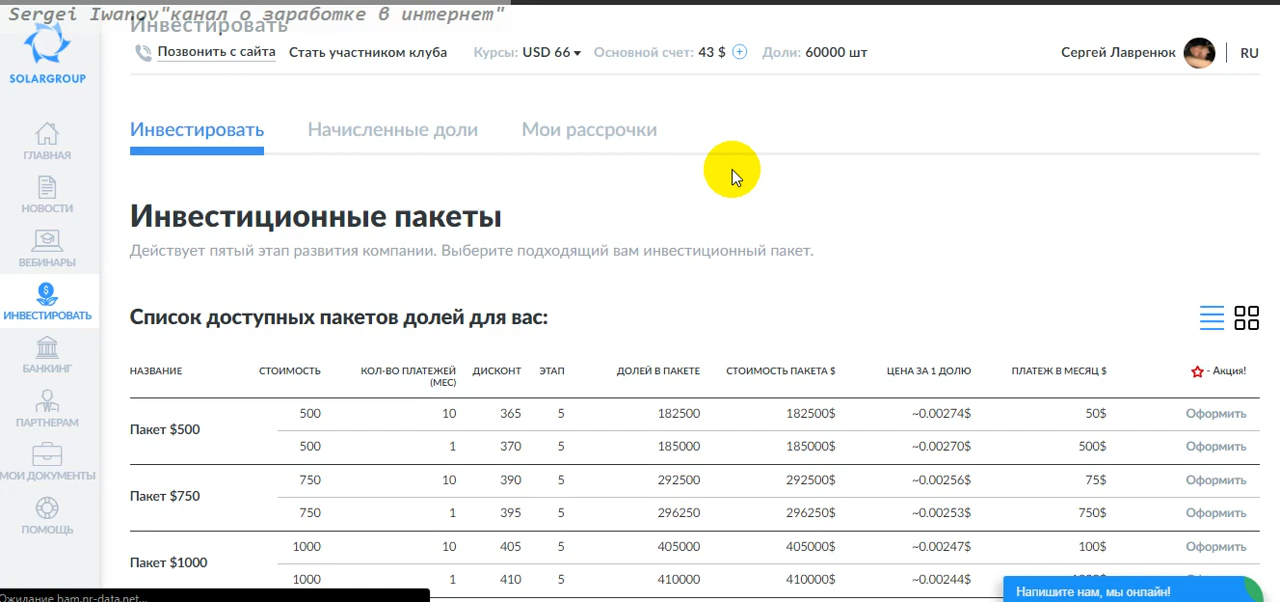 Sergei Iwanov"канал о заработке в интернет"
Инвестировать
Позвонить с сайта Стать участником клуба Курсы: USD 66 Основной счет: 43 $ Доли: 60000 шт Сергей Лавренюк RU
SOLARGROUP
ГЛАВНАЯ
НОВОСТИ
ВЕБИНАРЫ
ИНВЕСТИРОВАТЬ
БАНКИНГ
ПАРТНЕРАМ
МОИ ДОКУМЕНТЫ
ПОМОЩЬ
Инвестировать Начисленные доли Мои рассрочки
Инвестиционные пакеты
Действует пятый этап развития компании. Выберите подходящий вам инвестиционный пакет.
Список доступных пакетов долей для вас:
НАЗВАНИЕ СТОИМОСТЬ КОЛ-ВО ПЛАТЕЖЕЙ (МЕС) ДИСКОНТ ЭТАП ДОЛЕЙ В ПАКЕТЕ СТОИМОСТЬ ПАКЕТА $ ЦЕНА ЗА 1 ДОЛЮ ПЛАТЕЖ В МЕСЯЦ $ - Акция!
Пакет $500
500 10 365 5 182500 182500$ ~0.00274$ 50$ Оформить
500 1 370 5 185000 185000$ ~0.00270$ 500$ Оформить
Пакет $750
750 10 390 5 292500 292500$ ~0.00256$ 75$ Оформить
750 1 395 5 296250 296250$ ~0.00253$ 750$ Оформить
Пакет $1000
1000 10 405 5 405000 405000$ ~0.00247$ 100$ Оформить
1000 1 410 5 410000 410000$ ~0.00244$
Ожидание bam.nr-data.net...
Напишите нам, мы онлайн!